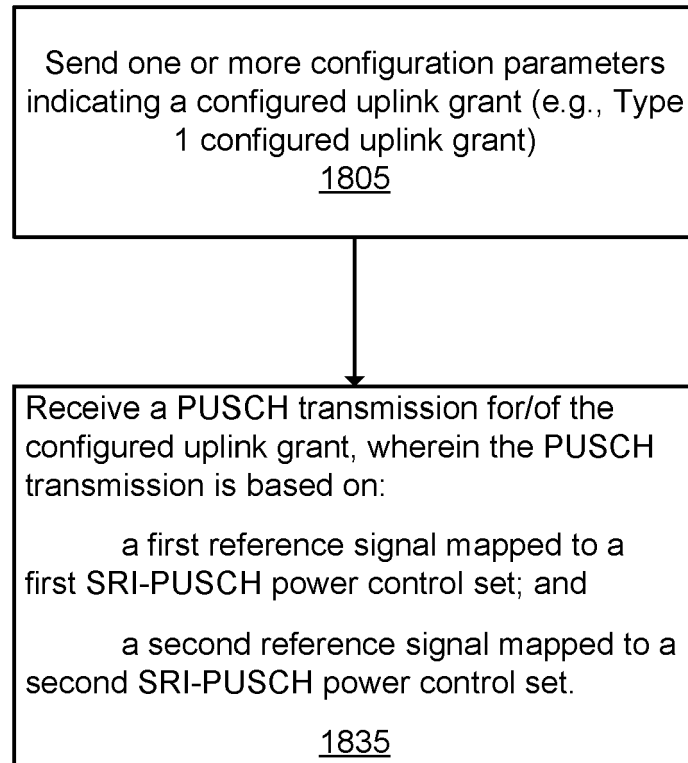 Send one or more configuration parameters
indicating a configured uplink grant (e.g., Type
1 configured uplink grant)
1805
Receive a PUSCH transmission for/of the
configured uplink grant, wherein the PUSCH
transmission is based on:
a first reference signal mapped to a
first SRI-PUSCH power control set; and
a second reference signal mapped to a
second SRI-PUSCH power control set.
1835